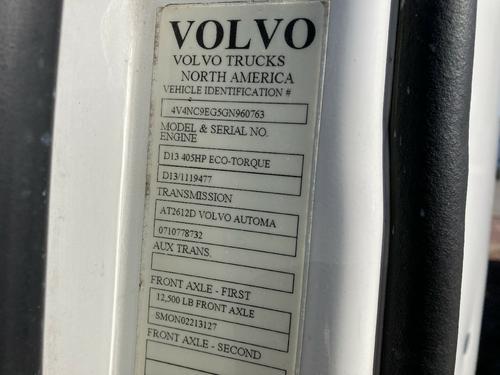 VOLVO
VOLVO TRUCKS
NORTH AMERICA
VEHICLE IDENTIFICATION #
4V4NC9EG5GN960763
MODEL & SERIAL NO.
ENGINE
D13 405HP ECO-TORQUE
D13/1119477
TRANSMISSION
AT2612D VOLVO AUTOMA
0710778732
AUX TRANS.
FRONT AXLE - FIRST
12,500 LB FRONT AXLE
SMON02213127
FRONT AXLE - SECOND